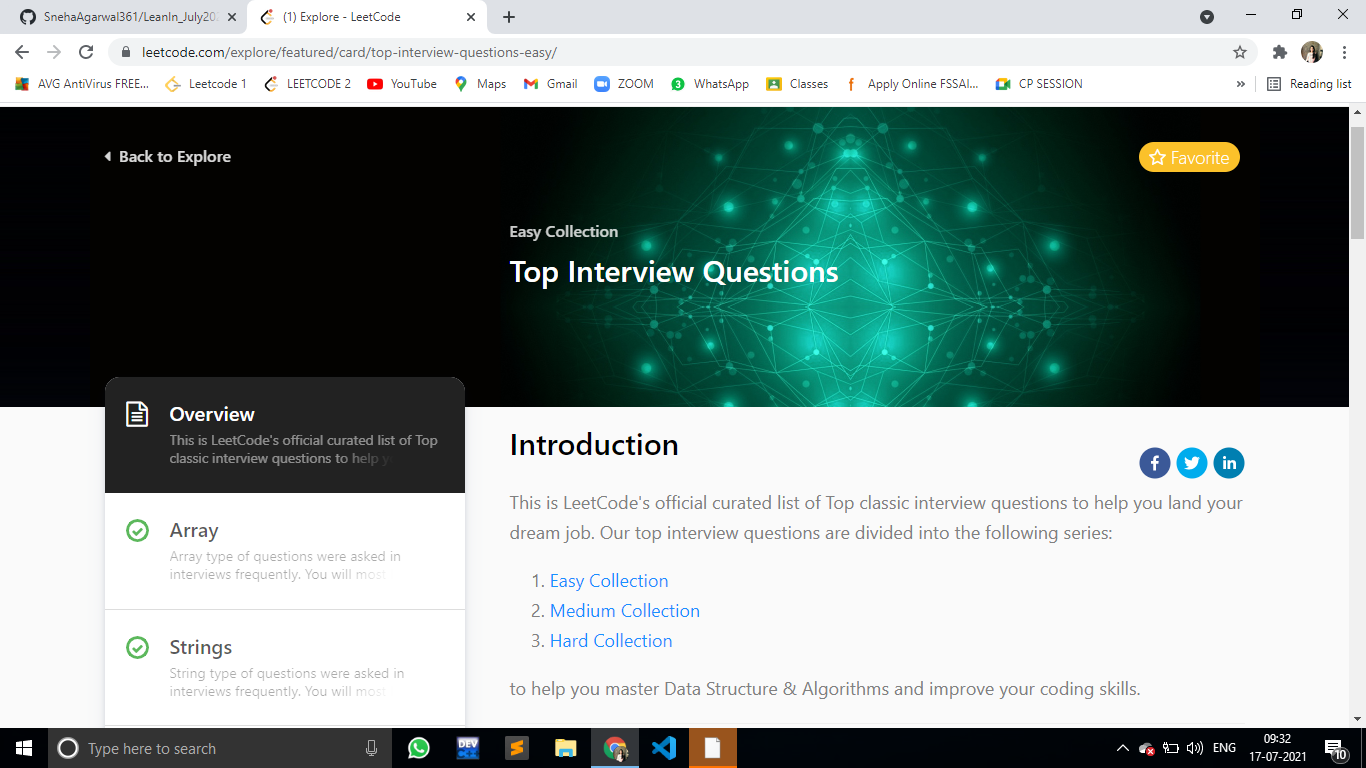 SnehaAgarwal361/LeanIn_July202
(1) Explore - LeetCode
leetcode.com/explore/featured/card/top-interview-questions-easy/
AVG AntiVirus FREE...
Leetcode 1
LEETCODE 2
YouTube
Maps
Gmail
ZOOM
3
WhatsApp
Classes
Apply Online FSSAI...
CP SESSION
»
Reading list
Back to Explore
Favorite
Easy Collection
Top Interview Questions
Overview
This is LeetCode's official curated list of Top
classic interview questions to help y
Introduction
This is LeetCode's official curated list of Top classic interview questions to help you land your
dream job. Our top interview questions are divided into the following series:
1. Easy Collection
2. Medium Collection
3. Hard Collection
to help you master Data Structure & Algorithms and improve your coding skills.
Array
Array type of questions were asked in
interviews frequently. You will most
Strings
String type of questions were asked in
interviews frequently. You will most
Type here to search
DEV
ENG
09:32
17-07-2021
10